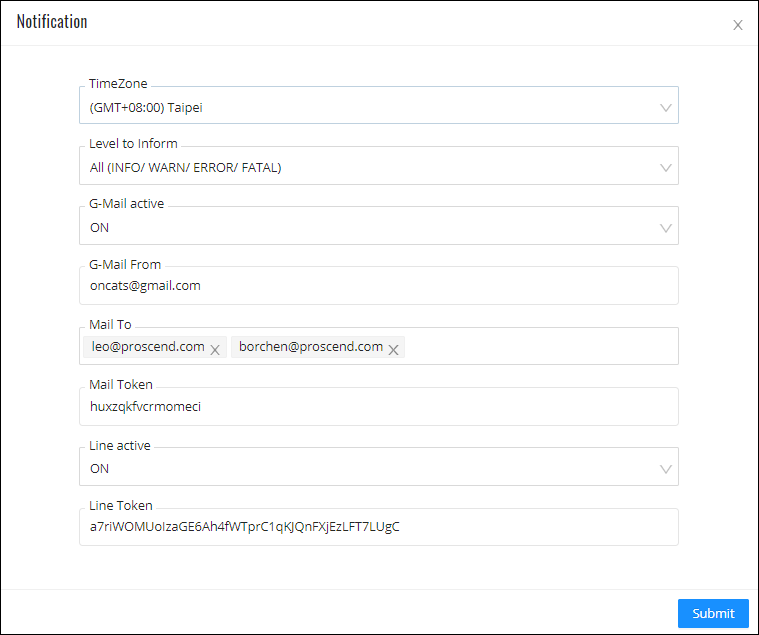 Notification
TimeZone
(GMT+08:00) Taipei
Level to Inform
All (INFO/ WARN/ ERROR/ FATAL)
G-Mail active
ON
G-Mail From
oncats@gmail.com
Mail To
leo@proscend.com borchen@proscend.com
Mail Token
huxzqkfvcrmomeci
Line active
ON
Line Token
a7riWOMUoIzaGE6Ah4fWTprC1qKJQnFXjEzLFT7LUgC
Submit